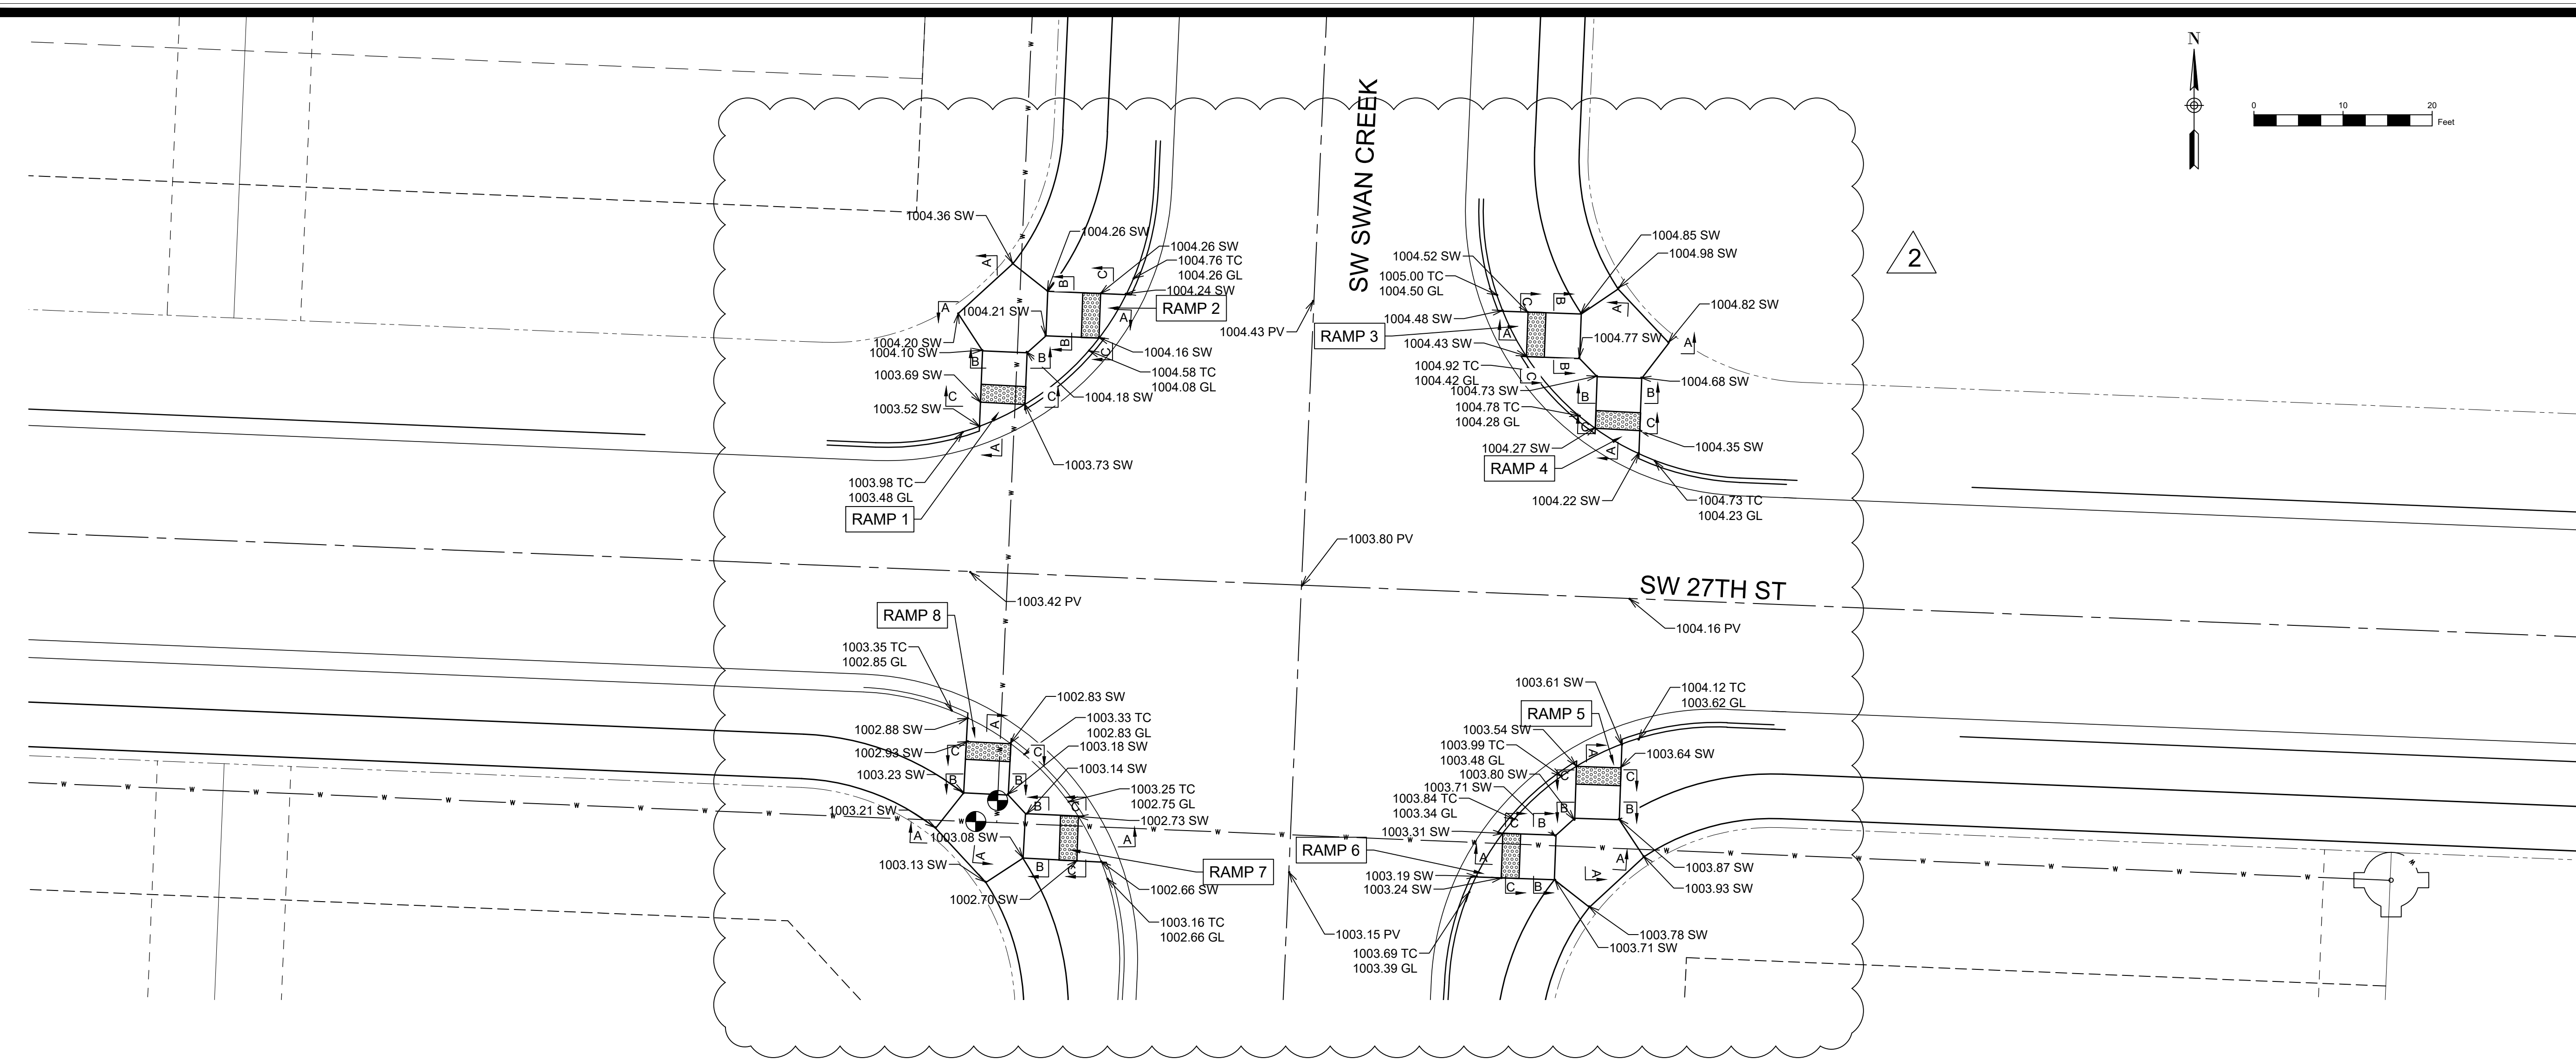 N
0 10 20
Feet
SW SWAN CREEK
SW 27TH ST
2
1004.36 SW
1004.26 SW
1004.26 SW
1004.76 TC
1004.26 GL
1004.24 SW
RAMP 2
1004.21 SW
1004.20 SW
1004.10 SW
1003.69 SW
1003.52 SW
1004.16 SW
1004.58 TC
1004.08 GL
1004.18 SW
1003.73 SW
1003.98 TC
1003.48 GL
RAMP 1
1004.43 PV
1004.52 SW
1005.00 TC
1004.50 GL
1004.48 SW
RAMP 3
1004.43 SW
1004.92 TC
1004.42 GL
1004.73 SW
1004.78 TC
1004.28 GL
1004.27 SW
RAMP 4
1004.22 SW
1004.85 SW
1004.98 SW
1004.82 SW
1004.77 SW
1004.68 SW
1004.35 SW
1004.73 TC
1004.23 GL
1003.80 PV
1003.42 PV
1004.16 PV
RAMP 8
1003.35 TC
1002.85 GL
1002.88 SW
1002.93 SW
1003.23 SW
1003.21 SW
1003.08 SW
1003.13 SW
1002.70 SW
1002.83 SW
1003.33 TC
1002.83 GL
1003.18 SW
1003.14 SW
1003.25 TC
1002.75 GL
1002.73 SW
RAMP 7
1002.66 SW
1003.16 TC
1002.66 GL
1003.15 PV
1003.61 SW
1004.12 TC
1003.62 GL
RAMP 5
1003.54 SW
1003.99 TC
1003.48 GL
1003.80 SW
1003.71 SW
1003.84 TC
1003.34 GL
1003.31 SW
RAMP 6
1003.19 SW
1003.24 SW
1003.69 TC
1003.39 GL
1003.64 SW
1003.87 SW
1003.93 SW
1003.78 SW
1003.71 SW
A
A
A
A
B
B
B
B
C
C
C
C
A
A
A
A
B
B
B
B
C
C
C
C
A
A
A
A
B
B
B
B
C
C
C
C
A
A
A
A
B
B
B
B
C
C
C
C